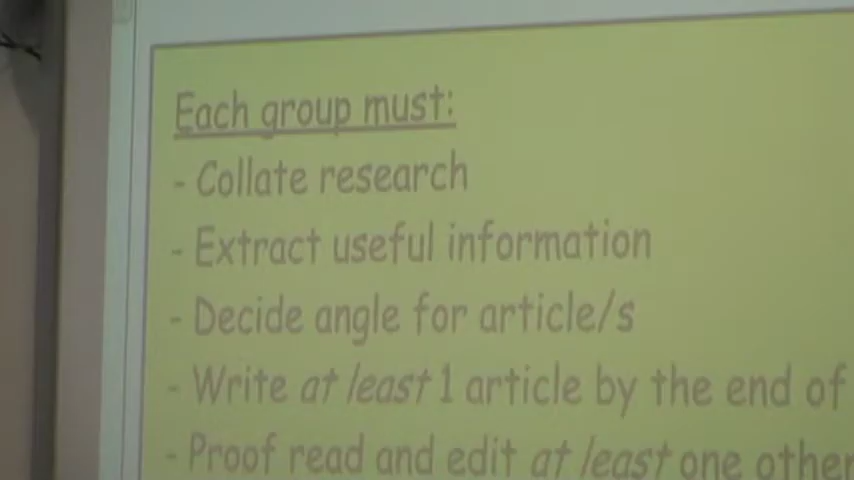 Each group must:
- Collate research
- Extract useful information
- Decide angle for article/s
- Write at least 1 article by the end of
- Proof read and edit at least one other